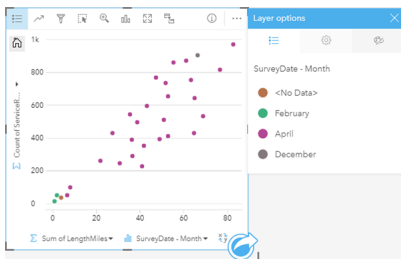 Layer options
SurveyDate - Month
<No Data>
February
April
December
1k
800
600
400
200
0
Count of ServiceR...
0
20
40
60
80
Sum of LengthMiles
SurveyDate - Month